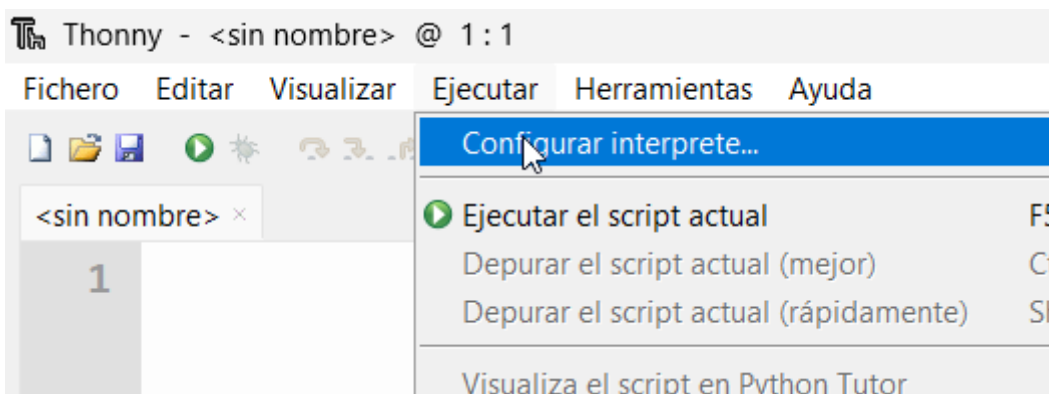 Thonny - <sin nombre> @ 1 : 1
Fichero Editar Visualizar Ejecutar Herramientas Ayuda
Configurar interprete...
<sin nombre> ×
Ejecutar el script actual F5
1
Depurar el script actual (mejor)
Depurar el script actual (rápidamente)
Visualiza el script en Python Tutor